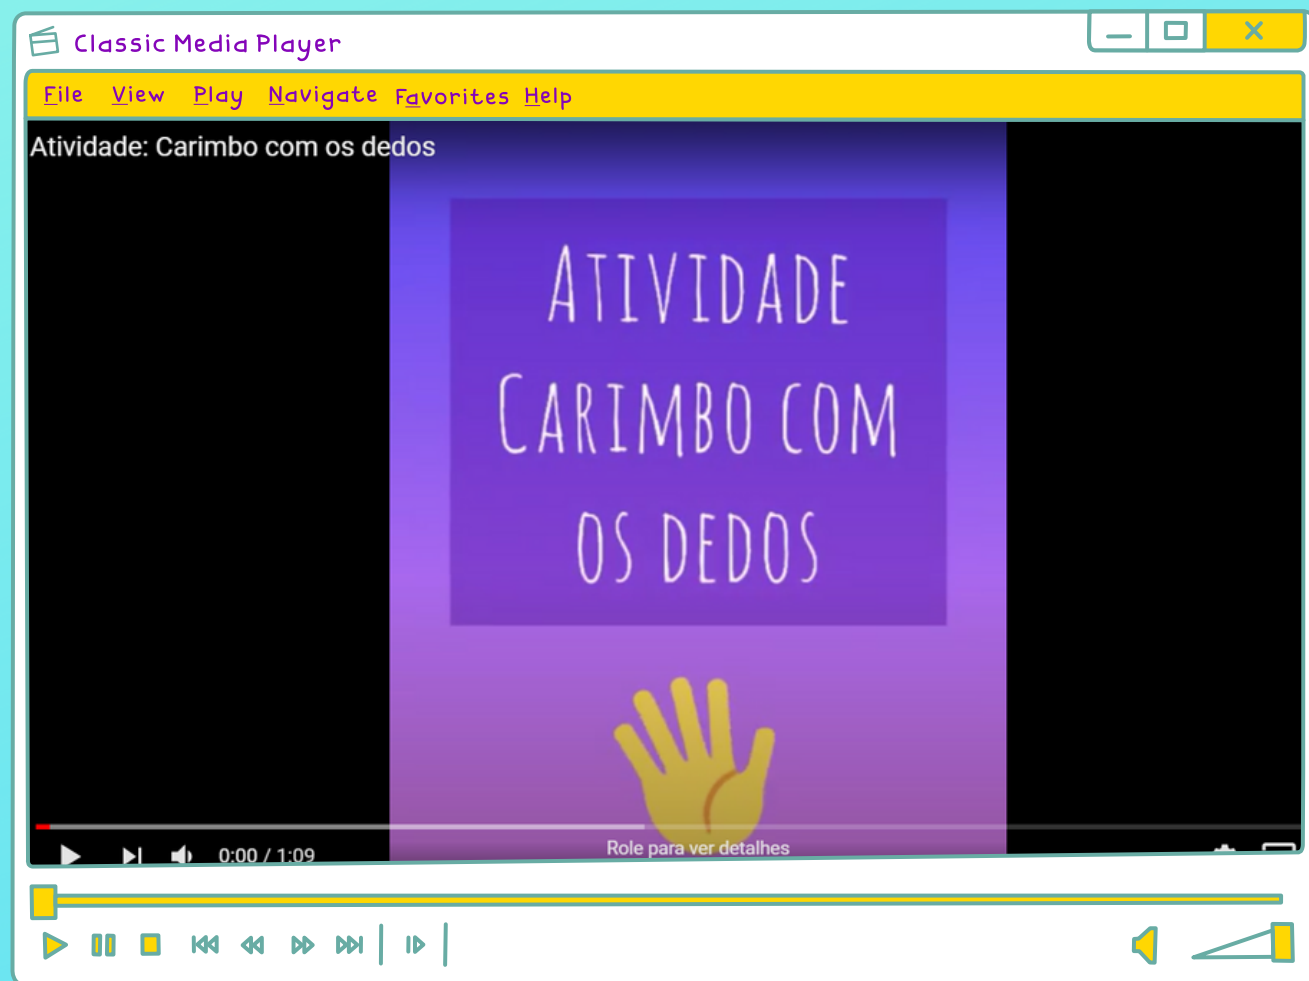 Classic Media Player
File View Play Navigate Favorites Help
Atividade: Carimbo com os dedos
ATIVIDADE
CARIMBO COM
OS DEDOS
Role para ver detalhes
0:00 / 1:09